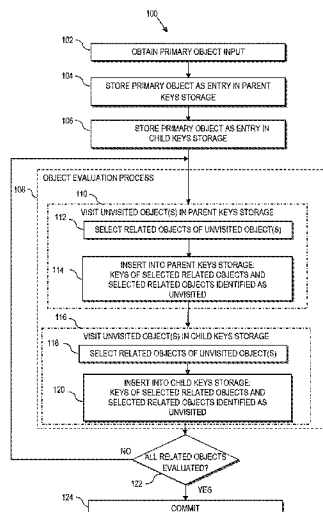 100
102
OBTAIN PRIMARY OBJECT INPUT
104
STORE PRIMARY OBJECT AS ENTRY IN PARENT
KEYS STORAGE
106
STORE PRIMARY OBJECT AS ENTRY IN
CHILD KEYS STORAGE
108
OBJECT EVALUATION PROCESS
110
VISIT UNVISITED OBJECT(S) IN PARENT KEYS STORAGE
112
SELECT RELATED OBJECTS OF UNVISITED OBJECT(S)
114
INSERT INTO PARENT KEYS STORAGE:
KEYS OF SELECTED RELATED OBJECTS AND
SELECTED RELATED OBJECTS IDENTIFIED AS
UNVISITED
116
VISIT UNVISITED OBJECT(S) IN CHILD KEYS STORAGE
118
SELECT RELATED OBJECTS OF UNVISITED OBJECT(S)
120
INSERT INTO CHILD KEYS STORAGE:
KEYS OF SELECTED RELATED OBJECTS AND
SELECTED RELATED OBJECTS IDENTIFIED AS
UNVISITED
NO
ALL RELATED OBJECTS
EVALUATED?
122
YES
124
COMMIT